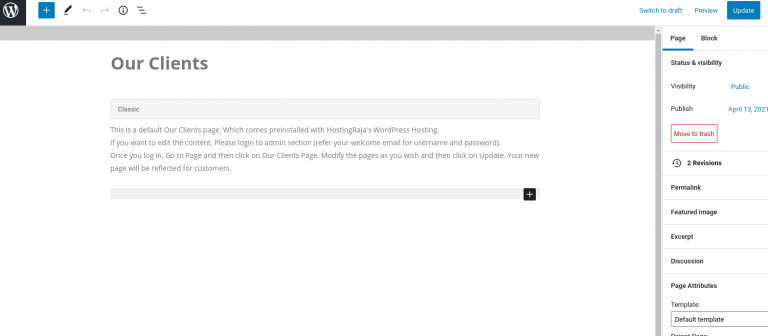 Switch to draft Preview Update
Page Block
Our Clients
Status & visibility
Visibility Public
Classic
Publish April 13, 2021
This is a default Our Clients page, Which comes preinstalled with HostingRaja's WordPress Hosting.
Move to trash
If you want to edit the content, Please login to admin section (refer your welcome email for username and password).
Once you log in, Go to Page and then click on Our Clients Page. Modify the pages as you wish and then click on Update. Your new
page will be reflected for customers.
2 Revisions
Permalink
Featured image
Excerpt
Discussion
Page Attributes
Template:
Default template